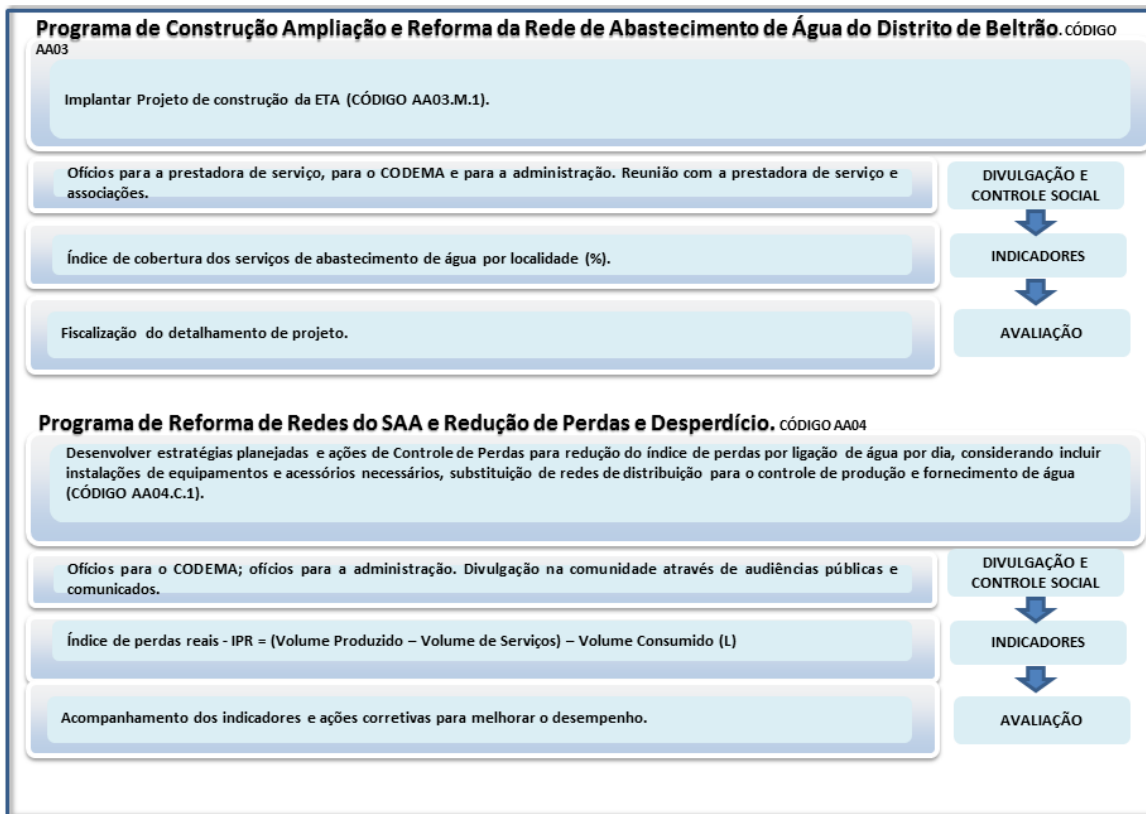 Programa de Construção Ampliação e Reforma da Rede de Abastecimento de Água do Distrito de Beltrão. CÓDIGO
AA03
Implantar Projeto de construção da ETA (CÓDIGO AA03.M.1).
Ofícios para a prestadora de serviço, para o CODEMA e para a administração. Reunião com a prestadora de serviço e
associações.
DIVULGAÇÃO E
CONTROLE SOCIAL
Índice de cobertura dos serviços de abastecimento de água por localidade (%).
INDICADORES
Fiscalização do detalhamento de projeto.
AVALIAÇÃO
Programa de Reforma de Redes do SAA e Redução de Perdas e Desperdício. CÓDIGO AA04
Desenvolver estratégias planejadas e ações de Controle de Perdas para redução do índice de perdas por ligação de água por dia, considerando incluir
instalações de equipamentos e acessórios necessários, substituição de redes de distribuição para o controle de produção e fornecimento de água
(CÓDIGO AA04.C.1).
Ofícios para o CODEMA; ofícios para a administração. Divulgação na comunidade através de audiências públicas e
comunicados.
DIVULGAÇÃO E
CONTROLE SOCIAL
Índice de perdas reais - IPR = (Volume Produzido – Volume de Serviços) – Volume Consumido (L)
INDICADORES
Acompanhamento dos indicadores e ações corretivas para melhorar o desempenho.
AVALIAÇÃO